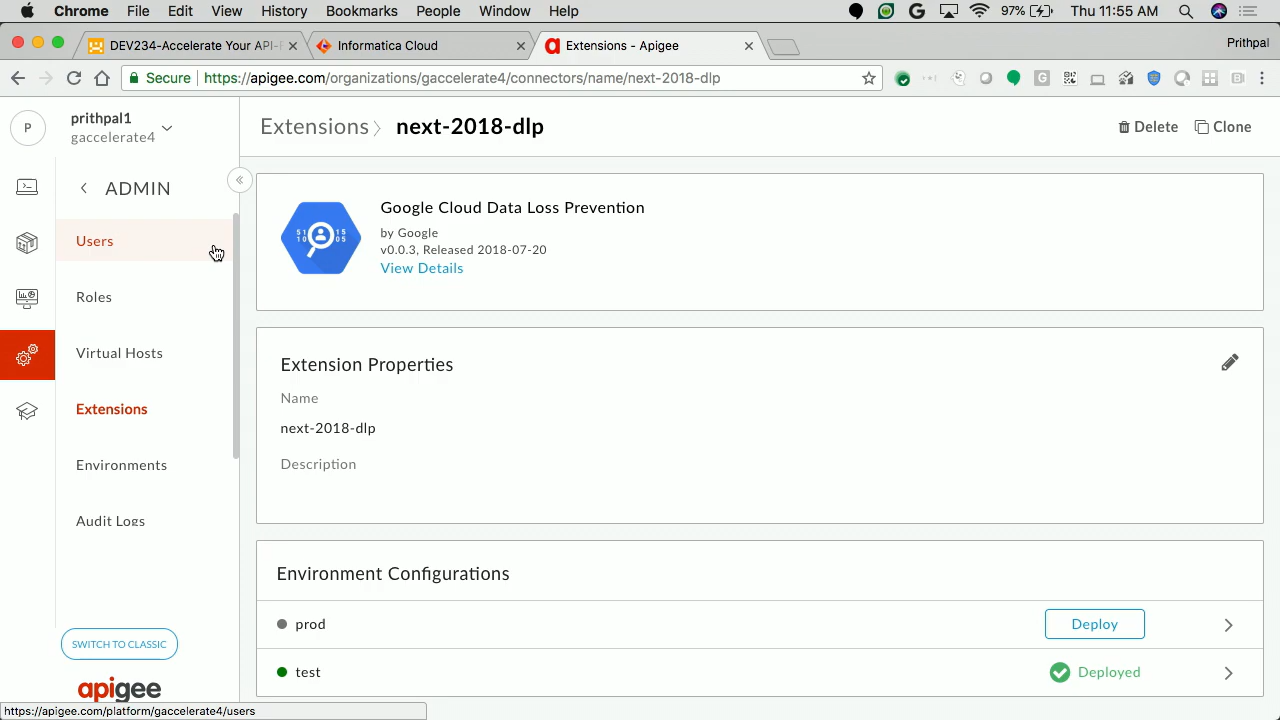 Chrome File Edit View History Bookmarks People Window Help 97% Thu 11:55 AM
DEV234-Accelerate Your API-F
Informatica Cloud
Extensions - Apigee
Prithpal
Secure https://apigee.com/organizations/gaccelerate4/connectors/name/next-2018-dlp
P
prithpal1
gaccelerate4
ADMIN
Users
Roles
Virtual Hosts
Extensions
Environments
Audit Logs
SWITCH TO CLASSIC
apigee
Extensions 〉 next-2018-dlp
Delete Clone
Google Cloud Data Loss Prevention
by Google
v0.0.3, Released 2018-07-20
View Details
Extension Properties
Name
next-2018-dlp
Description
Environment Configurations
prod Deploy
test Deployed
https://apigee.com/platform/gaccelerate4/users